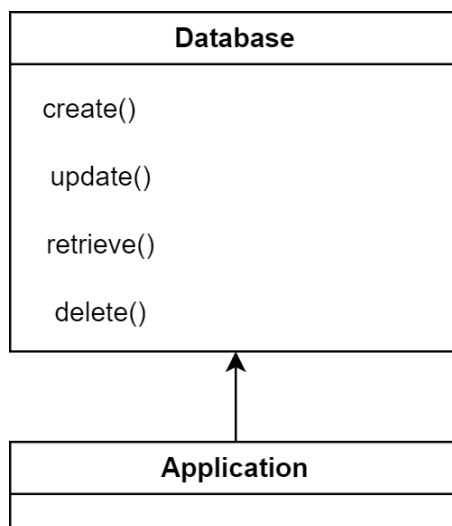 Database
create()
update()
retrieve()
delete()
Application